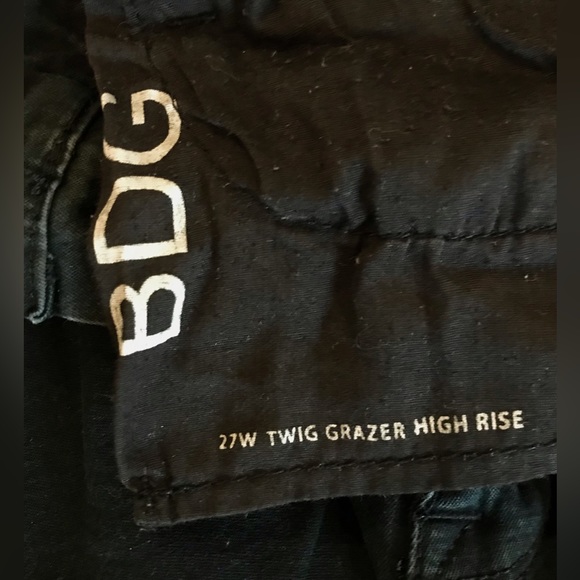 BDG
27W TWIG GRAZER HIGH RISE